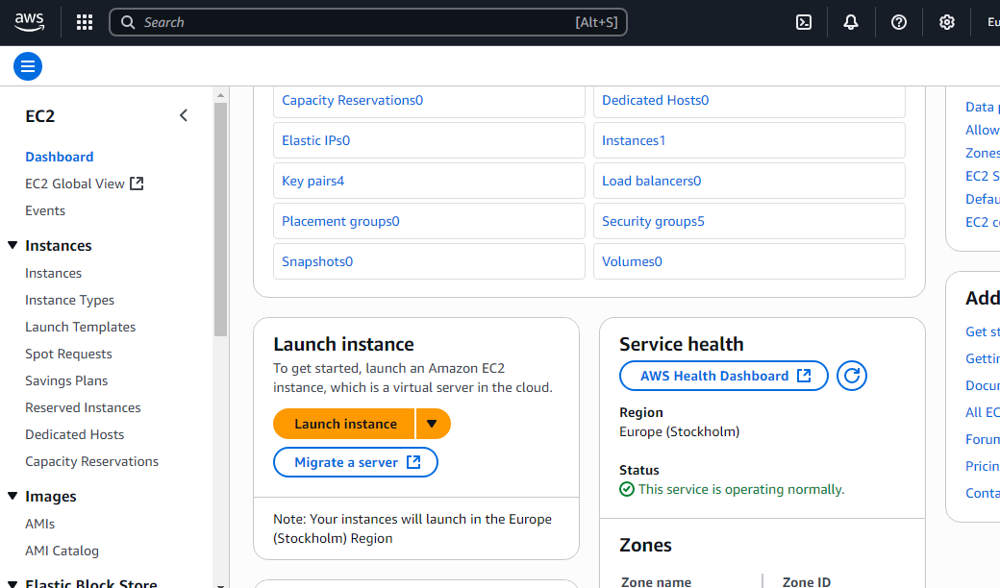 aws
Search [Alt+S]
Eu
EC2
Dashboard
EC2 Global View
Events
Instances
Instances
Instance Types
Launch Templates
Spot Requests
Savings Plans
Reserved Instances
Dedicated Hosts
Capacity Reservations
Images
AMIs
AMI Catalog
Elastic Block Store
Capacity Reservations0
Dedicated Hosts0
Elastic IPs0
Instances1
Key pairs4
Load balancers0
Placement groups0
Security groups5
Snapshots0
Volumes0
Launch instance
To get started, launch an Amazon EC2
instance, which is a virtual server in the cloud.
Launch instance
Migrate a server
Note: Your instances will launch in the Europe
(Stockholm) Region
Service health
AWS Health Dashboard
Region
Europe (Stockholm)
Status
This service is operating normally.
Zones
Zone name
Zone ID
Data p
Allow
Zones
EC2 S
Defau
EC2 c
Add
Get st
Gettin
Docum
All EC
Forum
Pricin
Conta